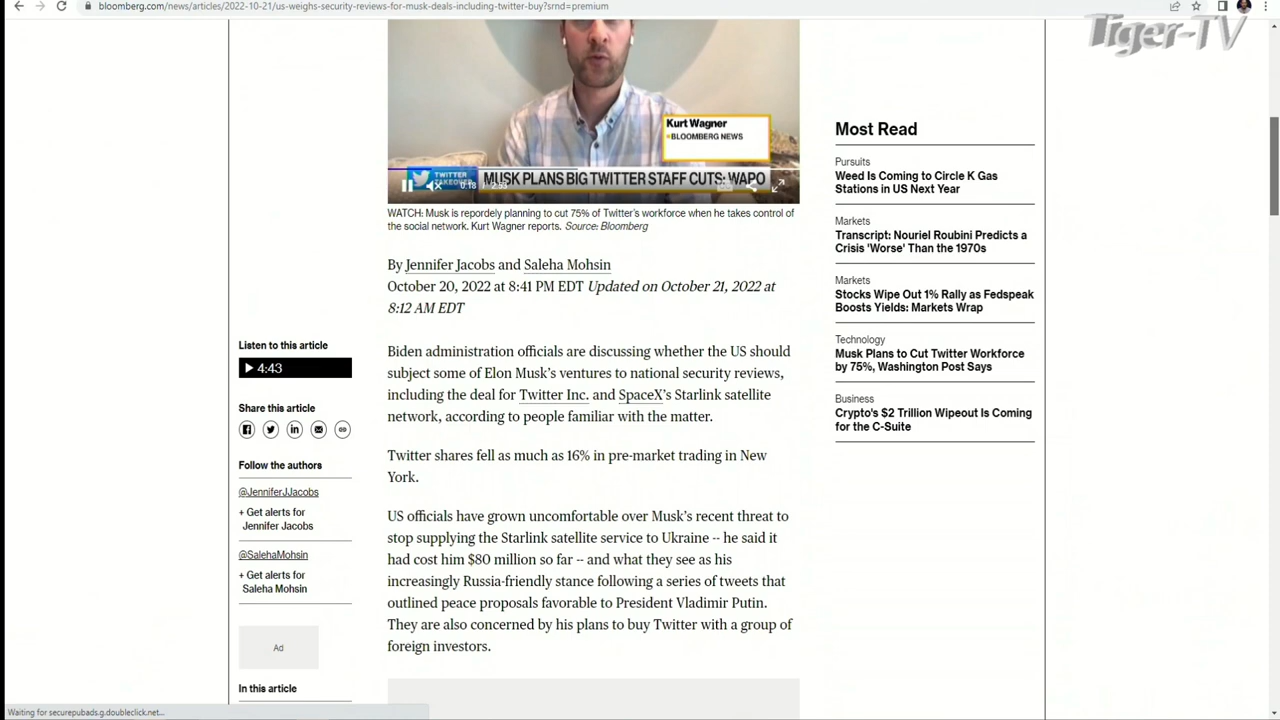 bloomberg.com/news/articles/2022-10-21/us-weighs-security-reviews-for-musk-deals-including-twitter-buy?srnd=premium
Tiger-TV
Kurt Wagner
BLOOMBERG NEWS
TWITTER
TAKEOVER
MUSK PLANS BIG TWITTER STAFF CUTS: WAPO
0:18 / 2:53
WATCH: Musk is repordely planning to cut 75% of Twitter's workforce when he takes control of
the social network. Kurt Wagner reports. Source: Bloomberg
By Jennifer Jacobs and Saleha Mohsin
October 20, 2022 at 8:41 PM EDT Updated on October 21, 2022 at
8:12 AM EDT
Listen to this article
4:43
Share this article
Follow the authors
@JenniferJJacobs
+ Get alerts for
Jennifer Jacobs
@SalehaMohsin
+ Get alerts for
Saleha Mohsin
Ad
In this article
Biden administration officials are discussing whether the US should
subject some of Elon Musk's ventures to national security reviews,
including the deal for Twitter Inc. and SpaceX's Starlink satellite
network, according to people familiar with the matter.
Twitter shares fell as much as 16% in pre-market trading in New
York.
US officials have grown uncomfortable over Musk's recent threat to
stop supplying the Starlink satellite service to Ukraine -- he said it
had cost him $80 million so far -- and what they see as his
increasingly Russia-friendly stance following a series of tweets that
outlined peace proposals favorable to President Vladimir Putin.
They are also concerned by his plans to buy Twitter with a group of
foreign investors.
Most Read
Pursuits
Weed Is Coming to Circle K Gas
Stations in US Next Year
Markets
Transcript: Nouriel Roubini Predicts a
Crisis 'Worse' Than the 1970s
Markets
Stocks Wipe Out 1% Rally as Fedspeak
Boosts Yields: Markets Wrap
Technology
Musk Plans to Cut Twitter Workforce
by 75%, Washington Post Says
Business
Crypto's $2 Trillion Wipeout Is Coming
for the C-Suite
Waiting for securepubads.g.doubleclick.net...